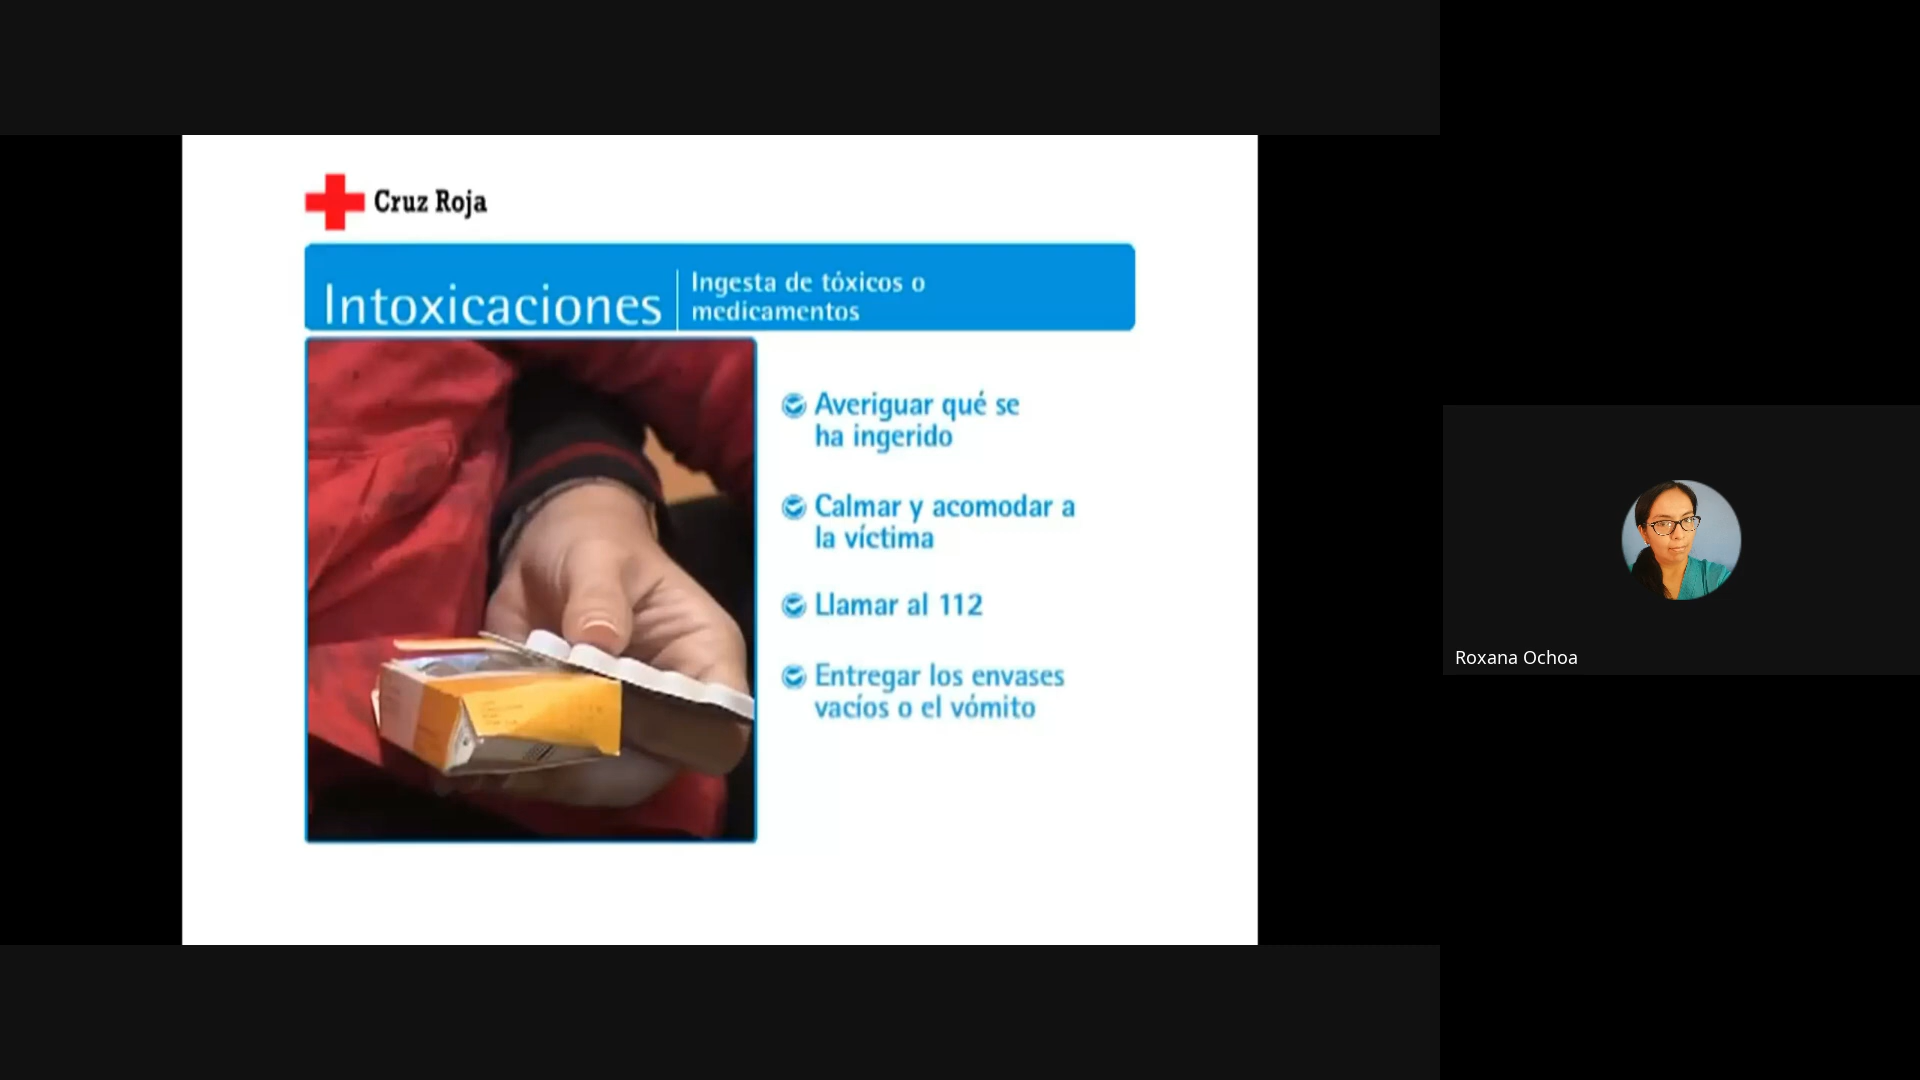 Cruz Roja
Intoxicaciones
Ingesta de tóxicos o
medicamentos
Averiguar qué se
ha ingerido
Calmar y acomodar a
la víctima
Llamar al 112
Entregar los envases
vacíos o el vómito
Roxana Ochoa